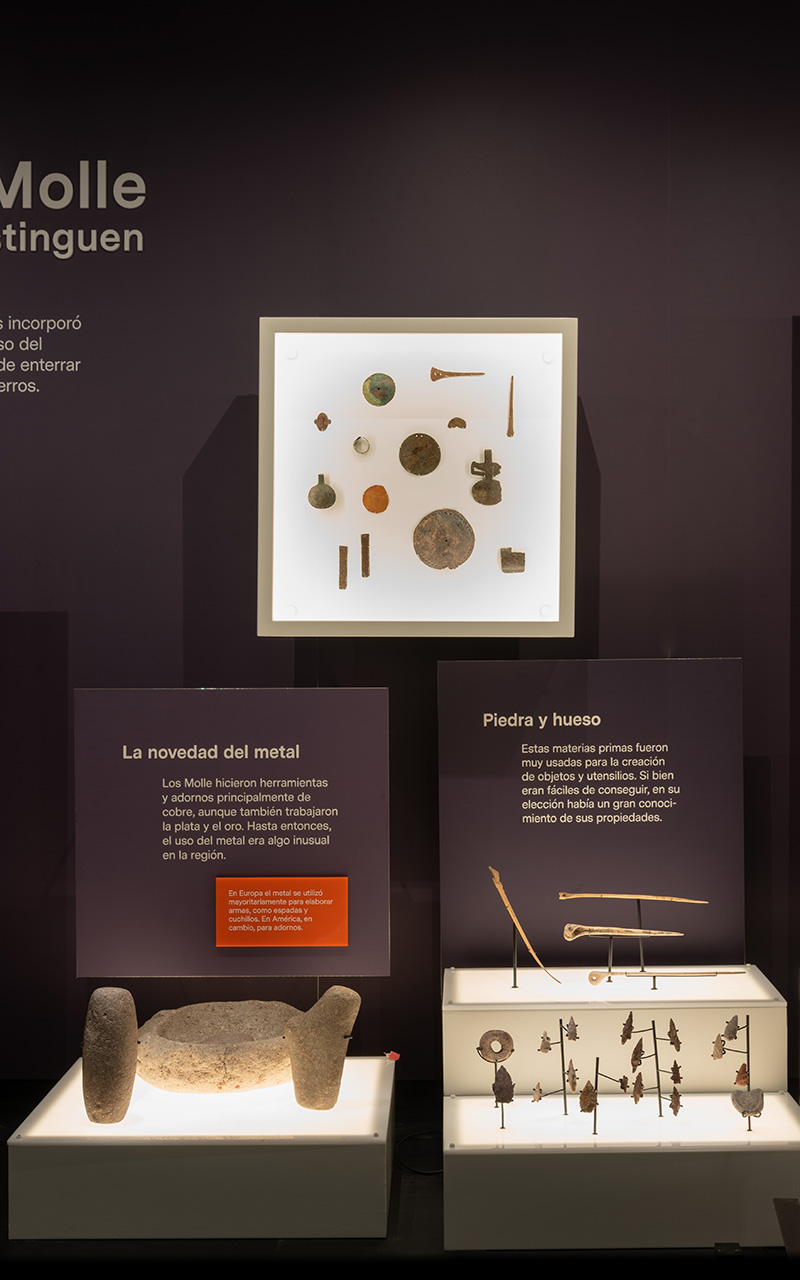 Molle
stinguen
s incorporó
so del
de enterrar
erros.
La novedad del metal
Los Molle hicieron herramientas
y adornos principalmente de
cobre, aunque también trabajaron
la plata y el oro. Hasta entonces,
el uso del metal era algo inusual
en la región.
En Europa el metal se utilizó
mayoritariamente para elaborar
armas, como espadas y
cuchillos. En América, en
cambio, para adornos.
Piedra y hueso
Estas materias primas fueron
muy usadas para la creación
de objetos y utensilios. Si bien
eran fáciles de conseguir, en su
elección había un gran conoci-
miento de sus propiedades.